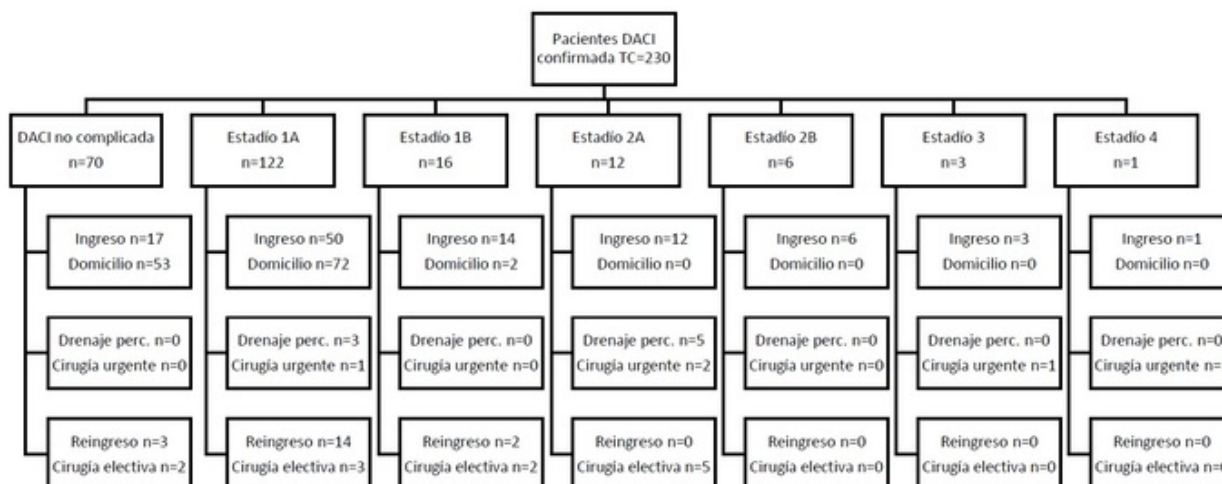 Pacientes DACI
confirmada TC=230
DACI no complicada
n=70
Estadío 1A
n=122
Estadío 1B
n=16
Estadío 2A
n=12
Estadío 2B
n=6
Estadío 3
n=3
Estadío 4
n=1
Ingreso n=17
Domicilio n=53
Ingreso n=50
Domicilio n=72
Ingreso n=14
Domicilio n=2
Ingreso n=12
Domicilio n=0
Ingreso n=6
Domicilio n=0
Ingreso n=3
Domicilio n=0
Ingreso n=1
Domicilio n=0
Drenaje perc. n=0
Cirugía urgente n=0
Drenaje perc. n=3
Cirugía urgente n=1
Drenaje perc. n=0
Cirugía urgente n=0
Drenaje perc. n=5
Cirugía urgente n=2
Drenaje perc. n=0
Cirugía urgente n=0
Drenaje perc. n=0
Cirugía urgente n=1
Drenaje perc. n=0
Cirugía urgente
Reingreso n=3
Cirugía electiva n=2
Reingreso n=14
Cirugía electiva n=3
Reingreso n=2
Cirugía electiva n=2
Reingreso n=0
Cirugía electiva n=5
Reingreso n=0
Cirugía electiva n=0
Reingreso n=0
Cirugía electiva n=0
Reingreso n=0
Cirugía electiva